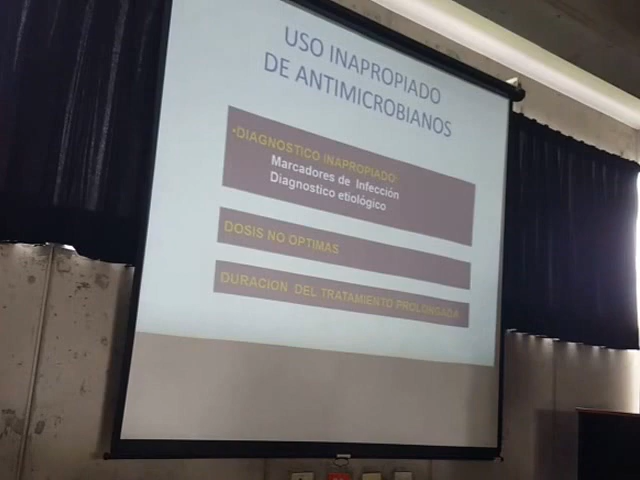 USO INAPROPIADO
DE ANTIMICROBIANOS
•DIAGNOSTICO INAPROPIADO
Marcadores de Infección
Diagnostico etiológico
DOSIS NO OPTIMAS
DURACION DEL TRATAMIENTO PROLONGADA